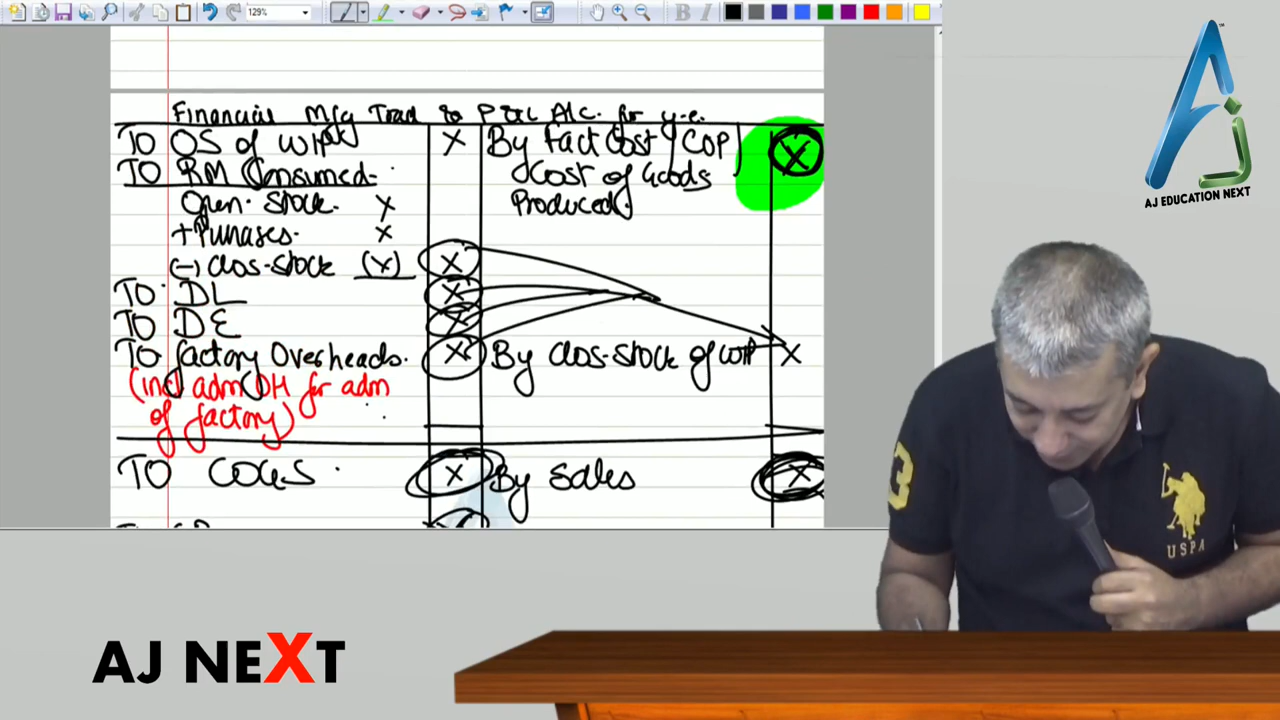 129%
B I
Financial Mfg Trad & P & L A/c. for y.e.
TO OS of WIP X By Fact Cost / COP X
TO RM Consumed. Cost of Goods
Open. Stock. X Produced
+ Purchases. X
(-) clos-stock (X) X
TO DL X
TO DE X
TO factory Overheads. X By Clos-stock of WIP X
(incl adm OH for adm
of factory)
TO COGS X By Sales X
AJ EDUCATION NEXT
3
USPA
AJ NEXT